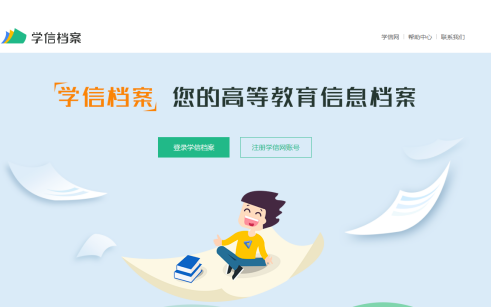 学信档案
学信网 | 帮助中心 | 联系我们
学信档案 您的高等教育信息档案
登录学信档案 注册学信网账号